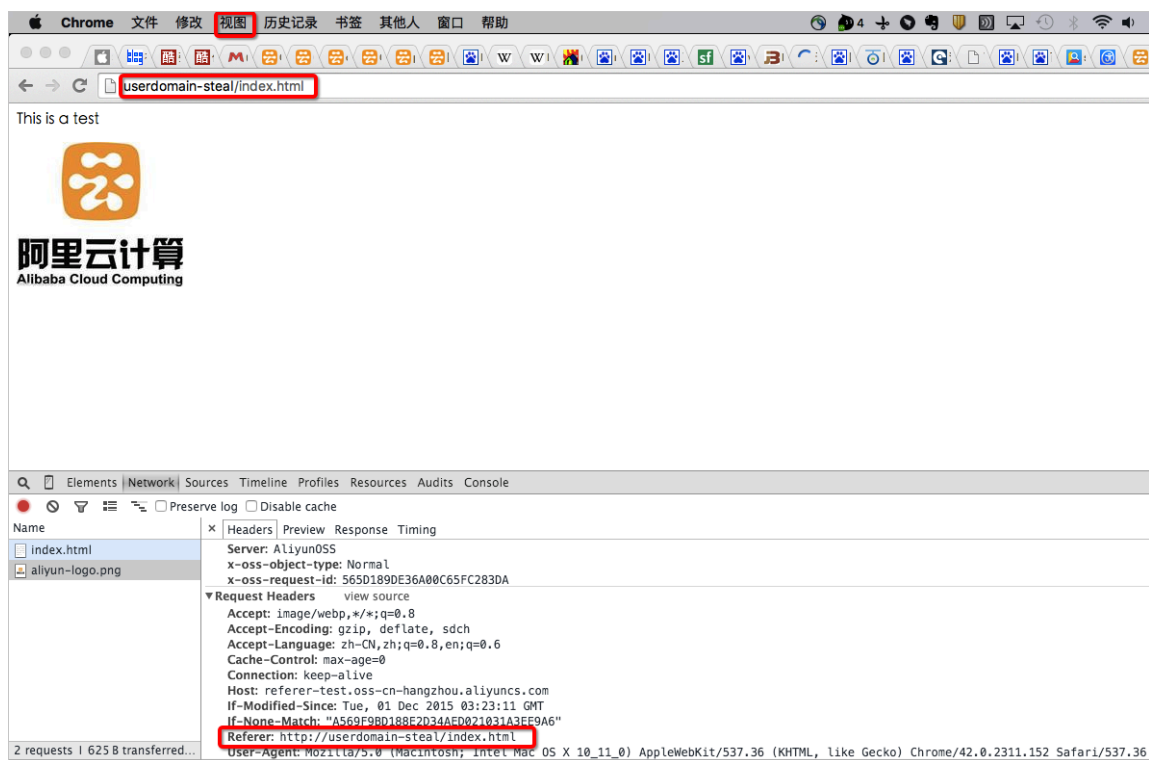 Chrome 文件 修改 视图 历史记录 书签 其他人 窗口 帮助 4
userdomain-steal/index.html
This is a test
阿里云计算
Alibaba Cloud Computing
Elements Network Sources Timeline Profiles Resources Audits Console
Preserve log Disable cache
Name × Headers Preview Response Timing
index.html
aliyun-logo.png
Server: AliyunOSS
x-oss-object-type: Normal
x-oss-request-id: 565D189DE36A00C65FC283DA
▼Request Headers view source
Accept: image/webp,*/*;q=0.8
Accept-Encoding: gzip, deflate, sdch
Accept-Language: zh-CN,zh;q=0.8,en;q=0.6
Cache-Control: max-age=0
Connection: keep-alive
Host: referer-test.oss-cn-hangzhou.aliyuncs.com
If-Modified-Since: Tue, 01 Dec 2015 03:23:11 GMT
If-None-Match: "A569F9BD188E2D34AED021031A3EE9A6"
Referer: http://userdomain-steal/index.html
User-Agent: Mozilla/5.0 (Macintosh; Intel Mac OS X 10_11_0) AppleWebKit/537.36 (KHTML, like Gecko) Chrome/42.0.2311.152 Safari/537.36
2 requests | 625 B transferred...